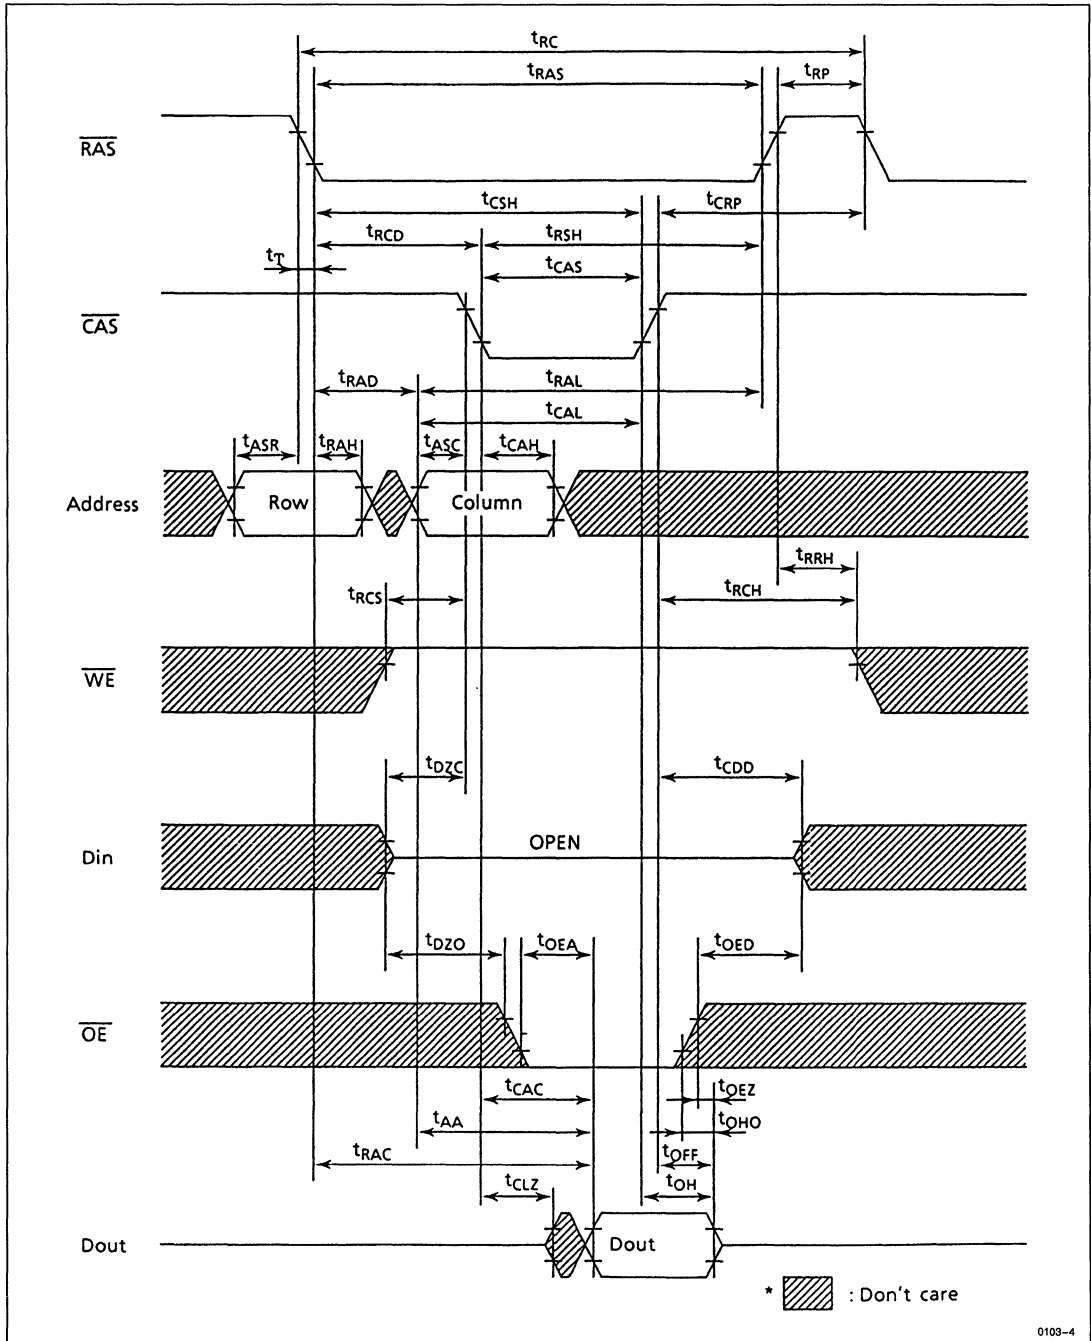 tRC
tRAS
tRP
RAS
tCSH
tCRP
tRCD
tRSH
tT
tCAS
CAS
tRAD
tRAL
tCAL
tASR
tRAH
tASC
tCAH
Address
Row
Column
tRRH
tRCS
tRCH
WE
tDZC
tCDD
Din
OPEN
tDZO
tOEA
tOED
OE
tCAC
tOEZ
tAA
tOHO
tRAC
tOFF
tCLZ
tOH
Dout
Dout
* : Don't care
0103-4